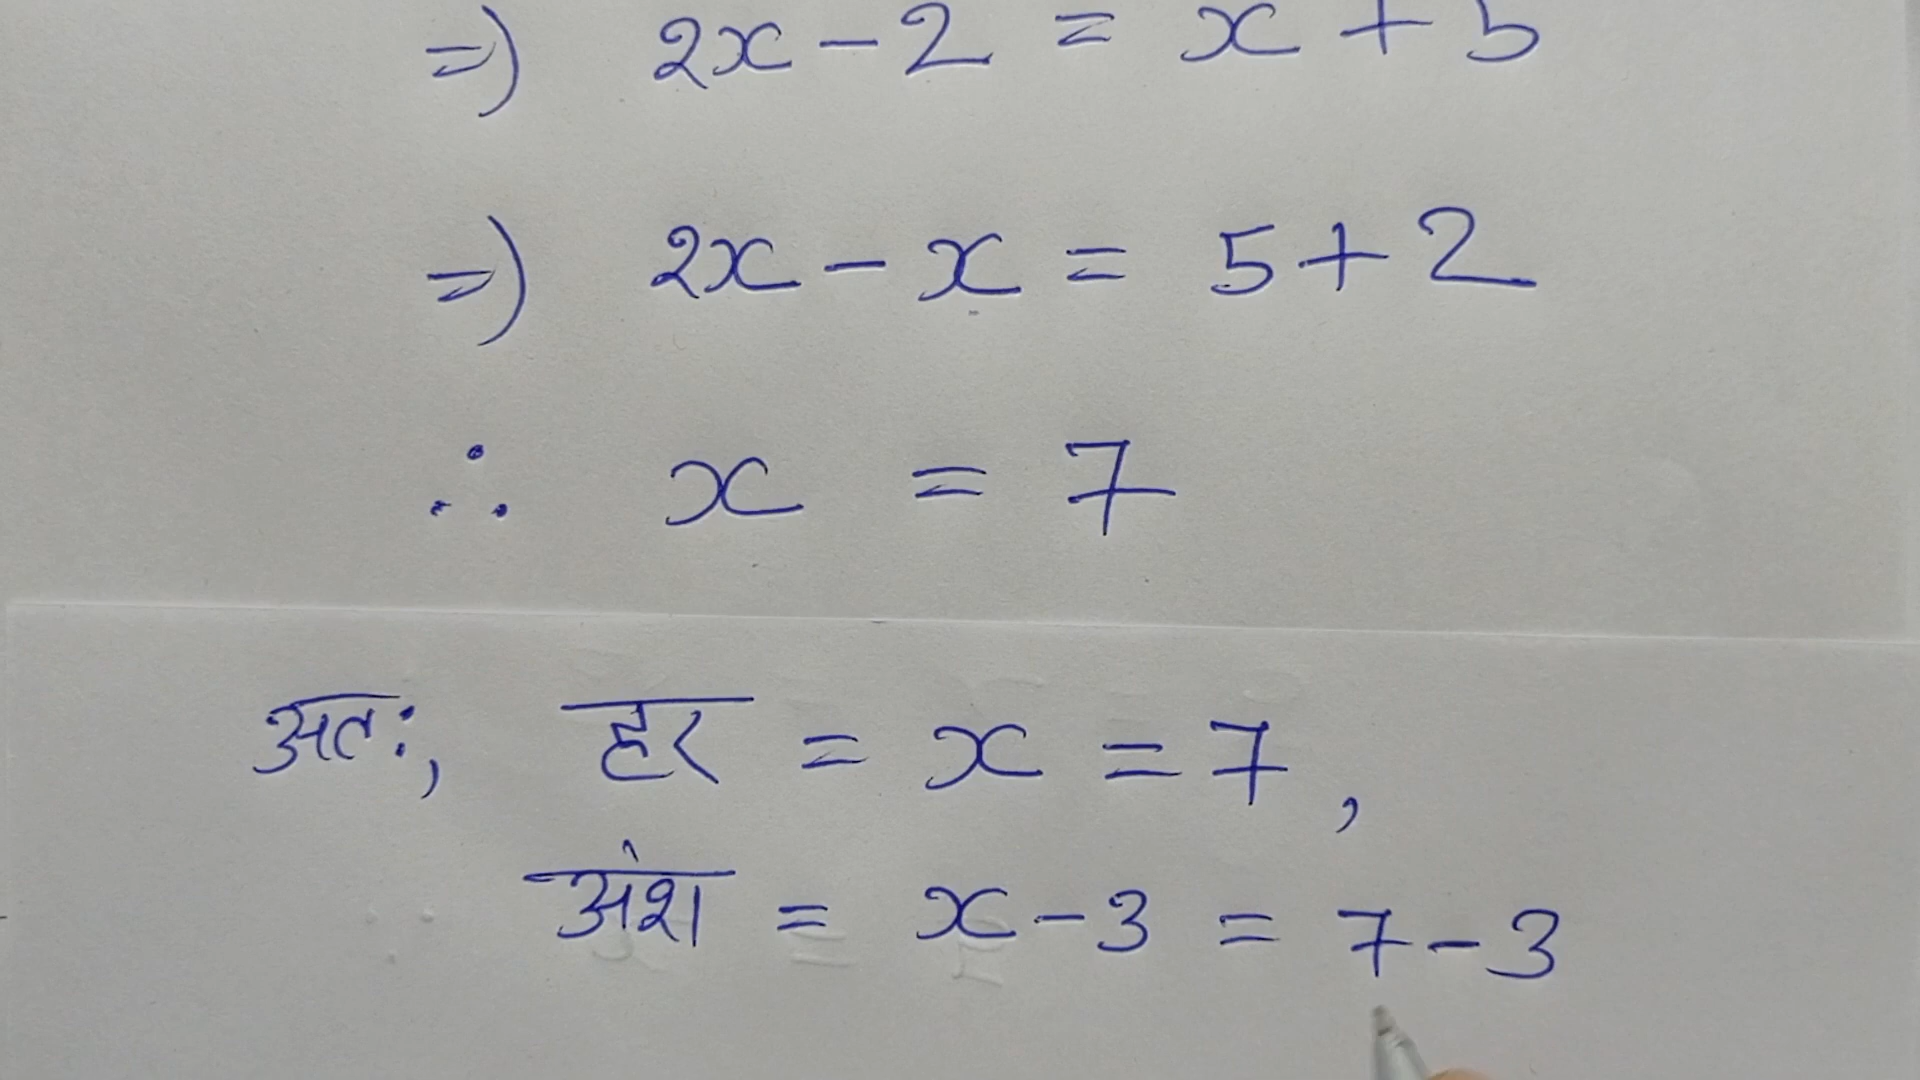 =) 2x - 2 = x + 5
=) 2x - x = 5 + 2
∴ x = 7
अतः, हर = x = 7,
अंश = x - 3 = 7 - 3